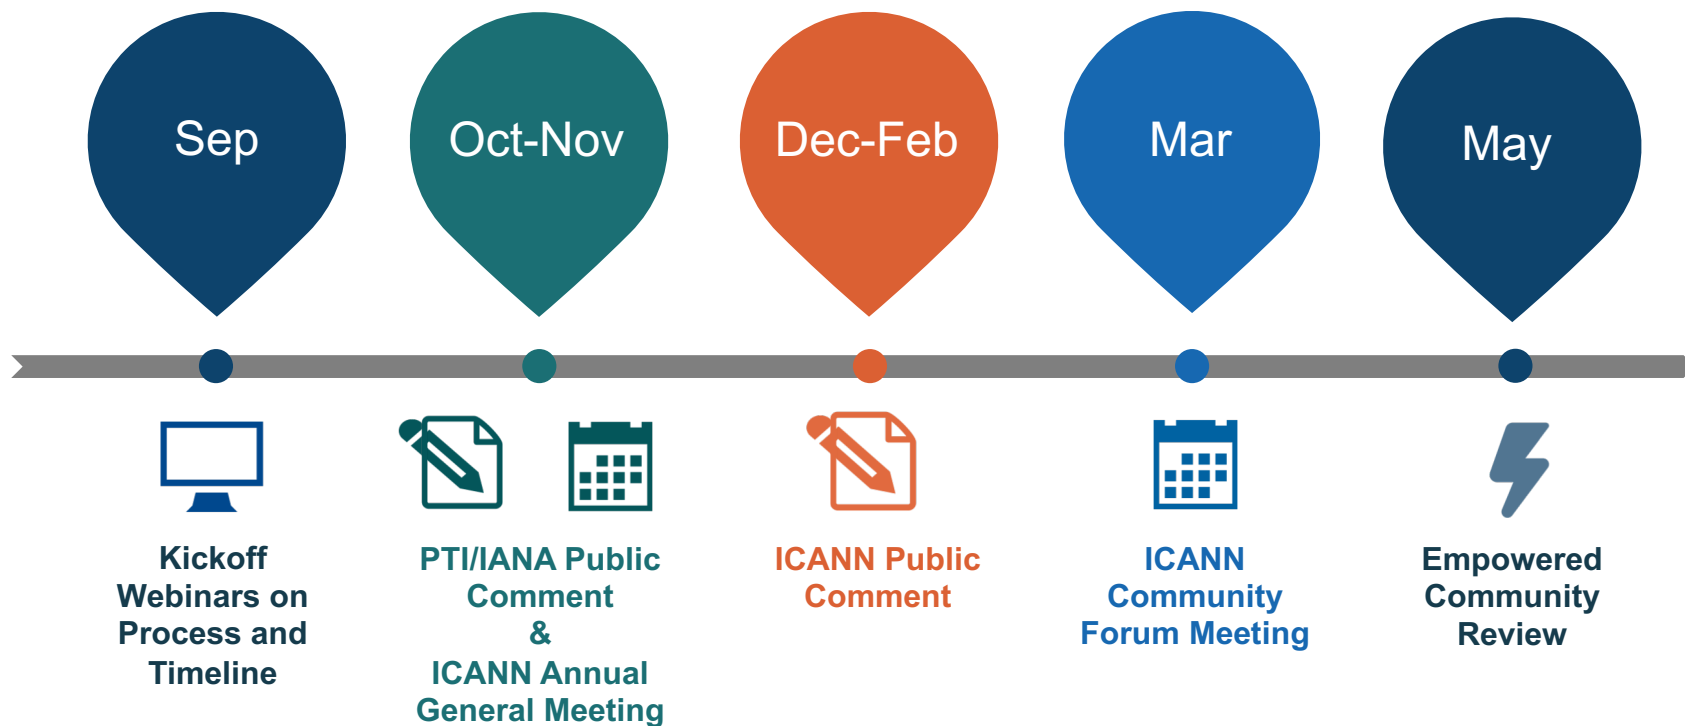 Sep
Oct-Nov
Dec-Feb
Mar
May
Kickoff
Webinars on
Process and
Timeline
PTI/IANA Public
Comment
&
ICANN Annual
General Meeting
ICANN Public
Comment
ICANN
Community
Forum Meeting
Empowered
Community
Review